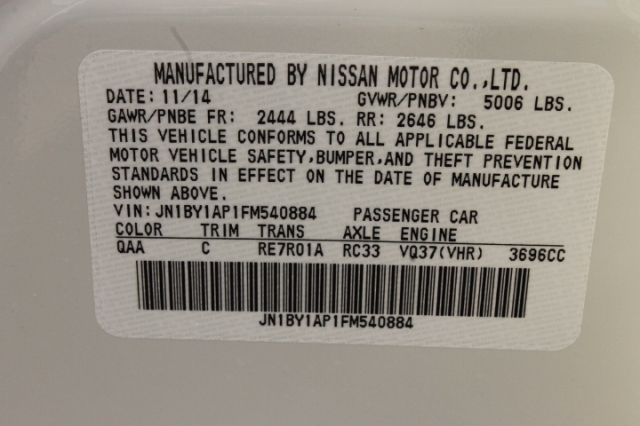 MANUFACTURED BY NISSAN MOTOR CO.,LTD.
DATE: 11/14 GVWR/PNBV: 5006 LBS.
GAWR/PNBE FR: 2444 LBS. RR: 2646 LBS.
THIS VEHICLE CONFORMS TO ALL APPLICABLE FEDERAL
MOTOR VEHICLE SAFETY,BUMPER,AND THEFT PREVENTION
STANDARDS IN EFFECT ON THE DATE OF MANUFACTURE
SHOWN ABOVE.
VIN:JN1BY1AP1FM540884 PASSENGER CAR
COLOR TRIM TRANS AXLE ENGINE
QAA C RE7R01A RC33 VQ37(VHR) 3696CC
JN1BY1AP1FM540884